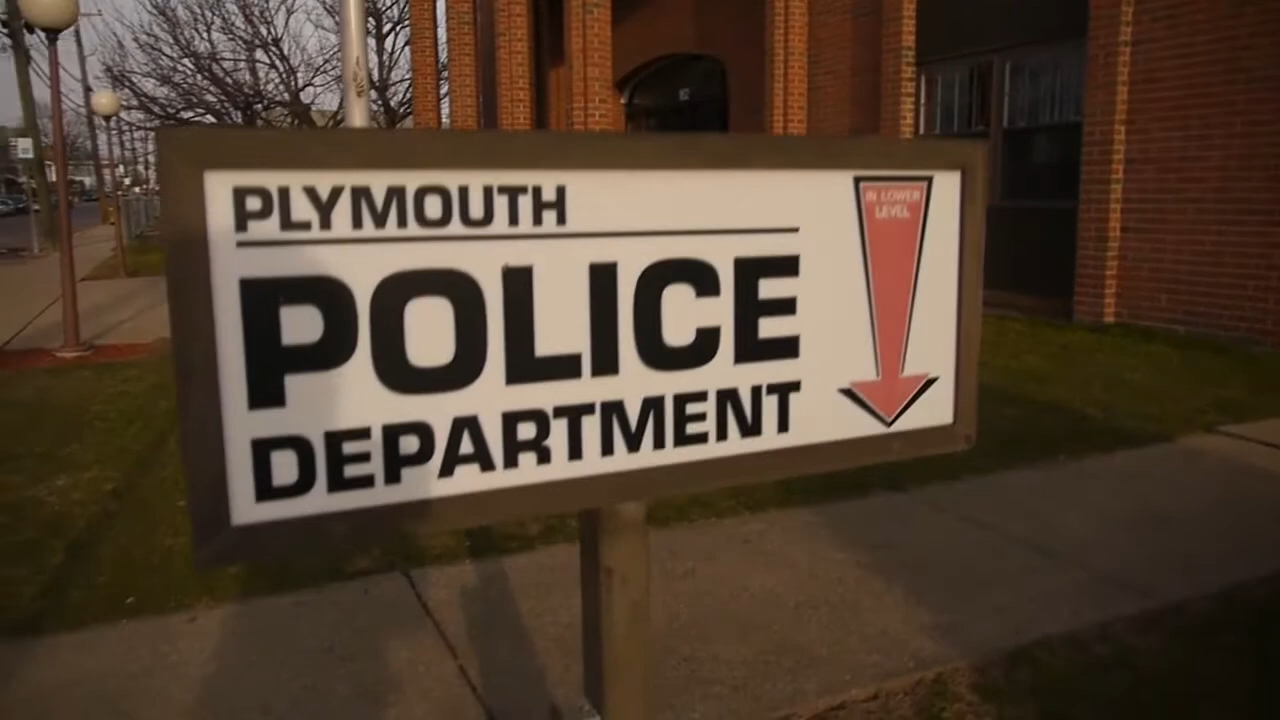 PLYMOUTH
POLICE
DEPARTMENT
IN LOWER
LEVEL